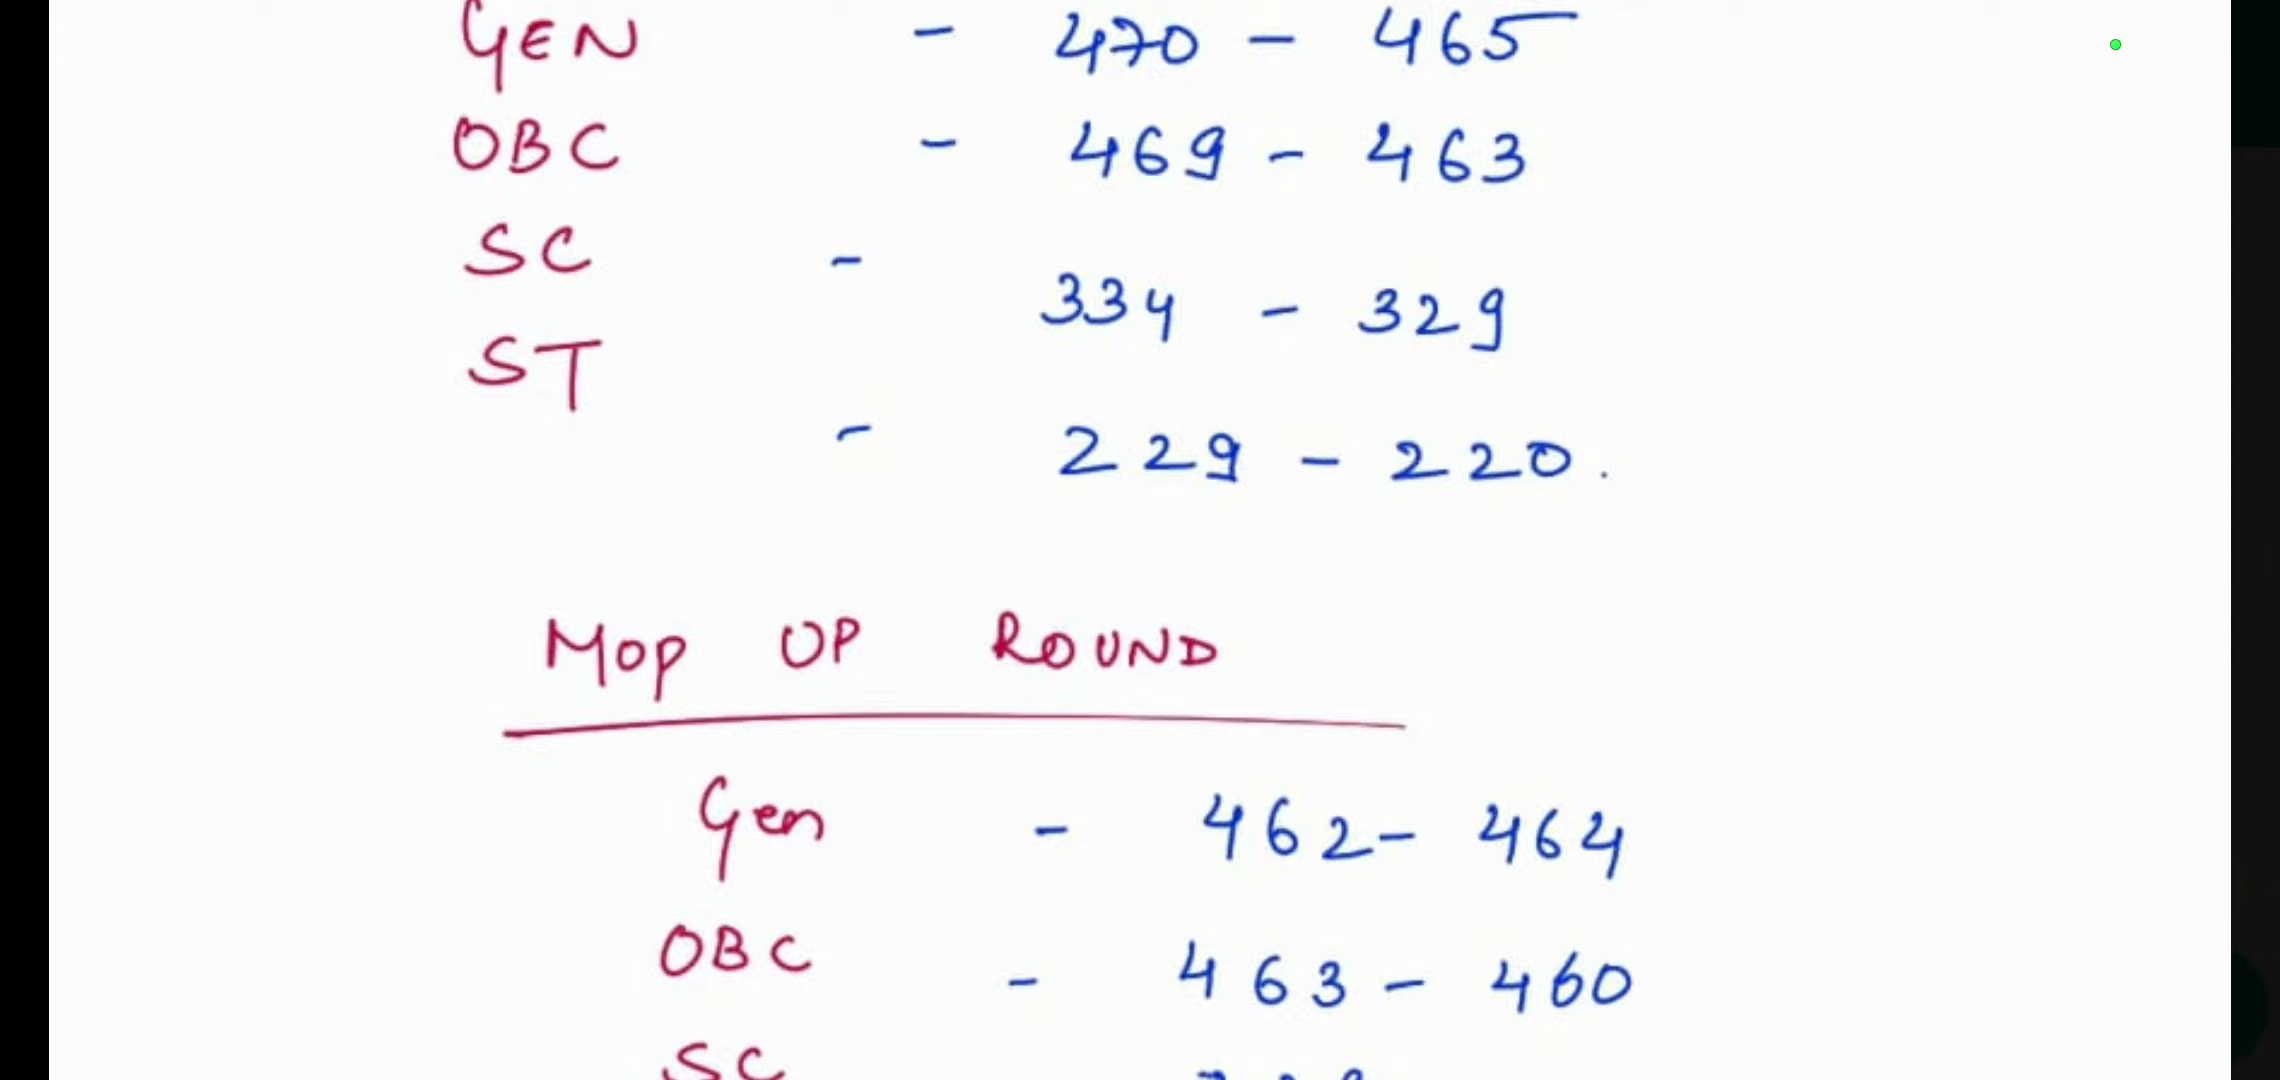 GEN - 470 - 465
OBC - 469 - 463
SC - 334 - 329
ST - 229 - 220.
MOP UP ROUND
Gen - 462 - 464
OBC - 463 - 460
SC